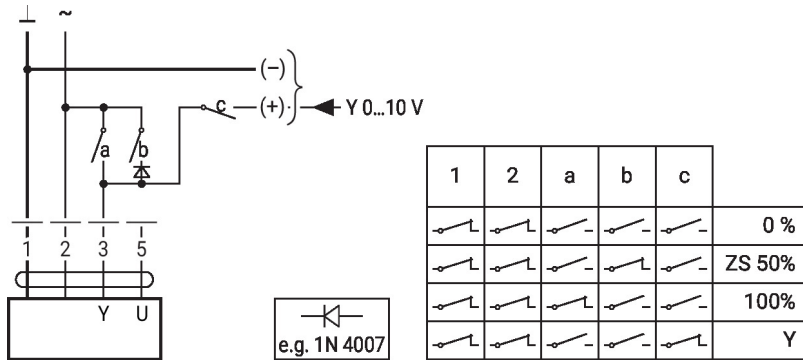 ⊥ ~
(–)
c (+) Y 0...10 V
a b
1 2 3 5
Y U
e.g. 1N 4007
1 2 a b c
0 %
ZS 50%
100%
Y